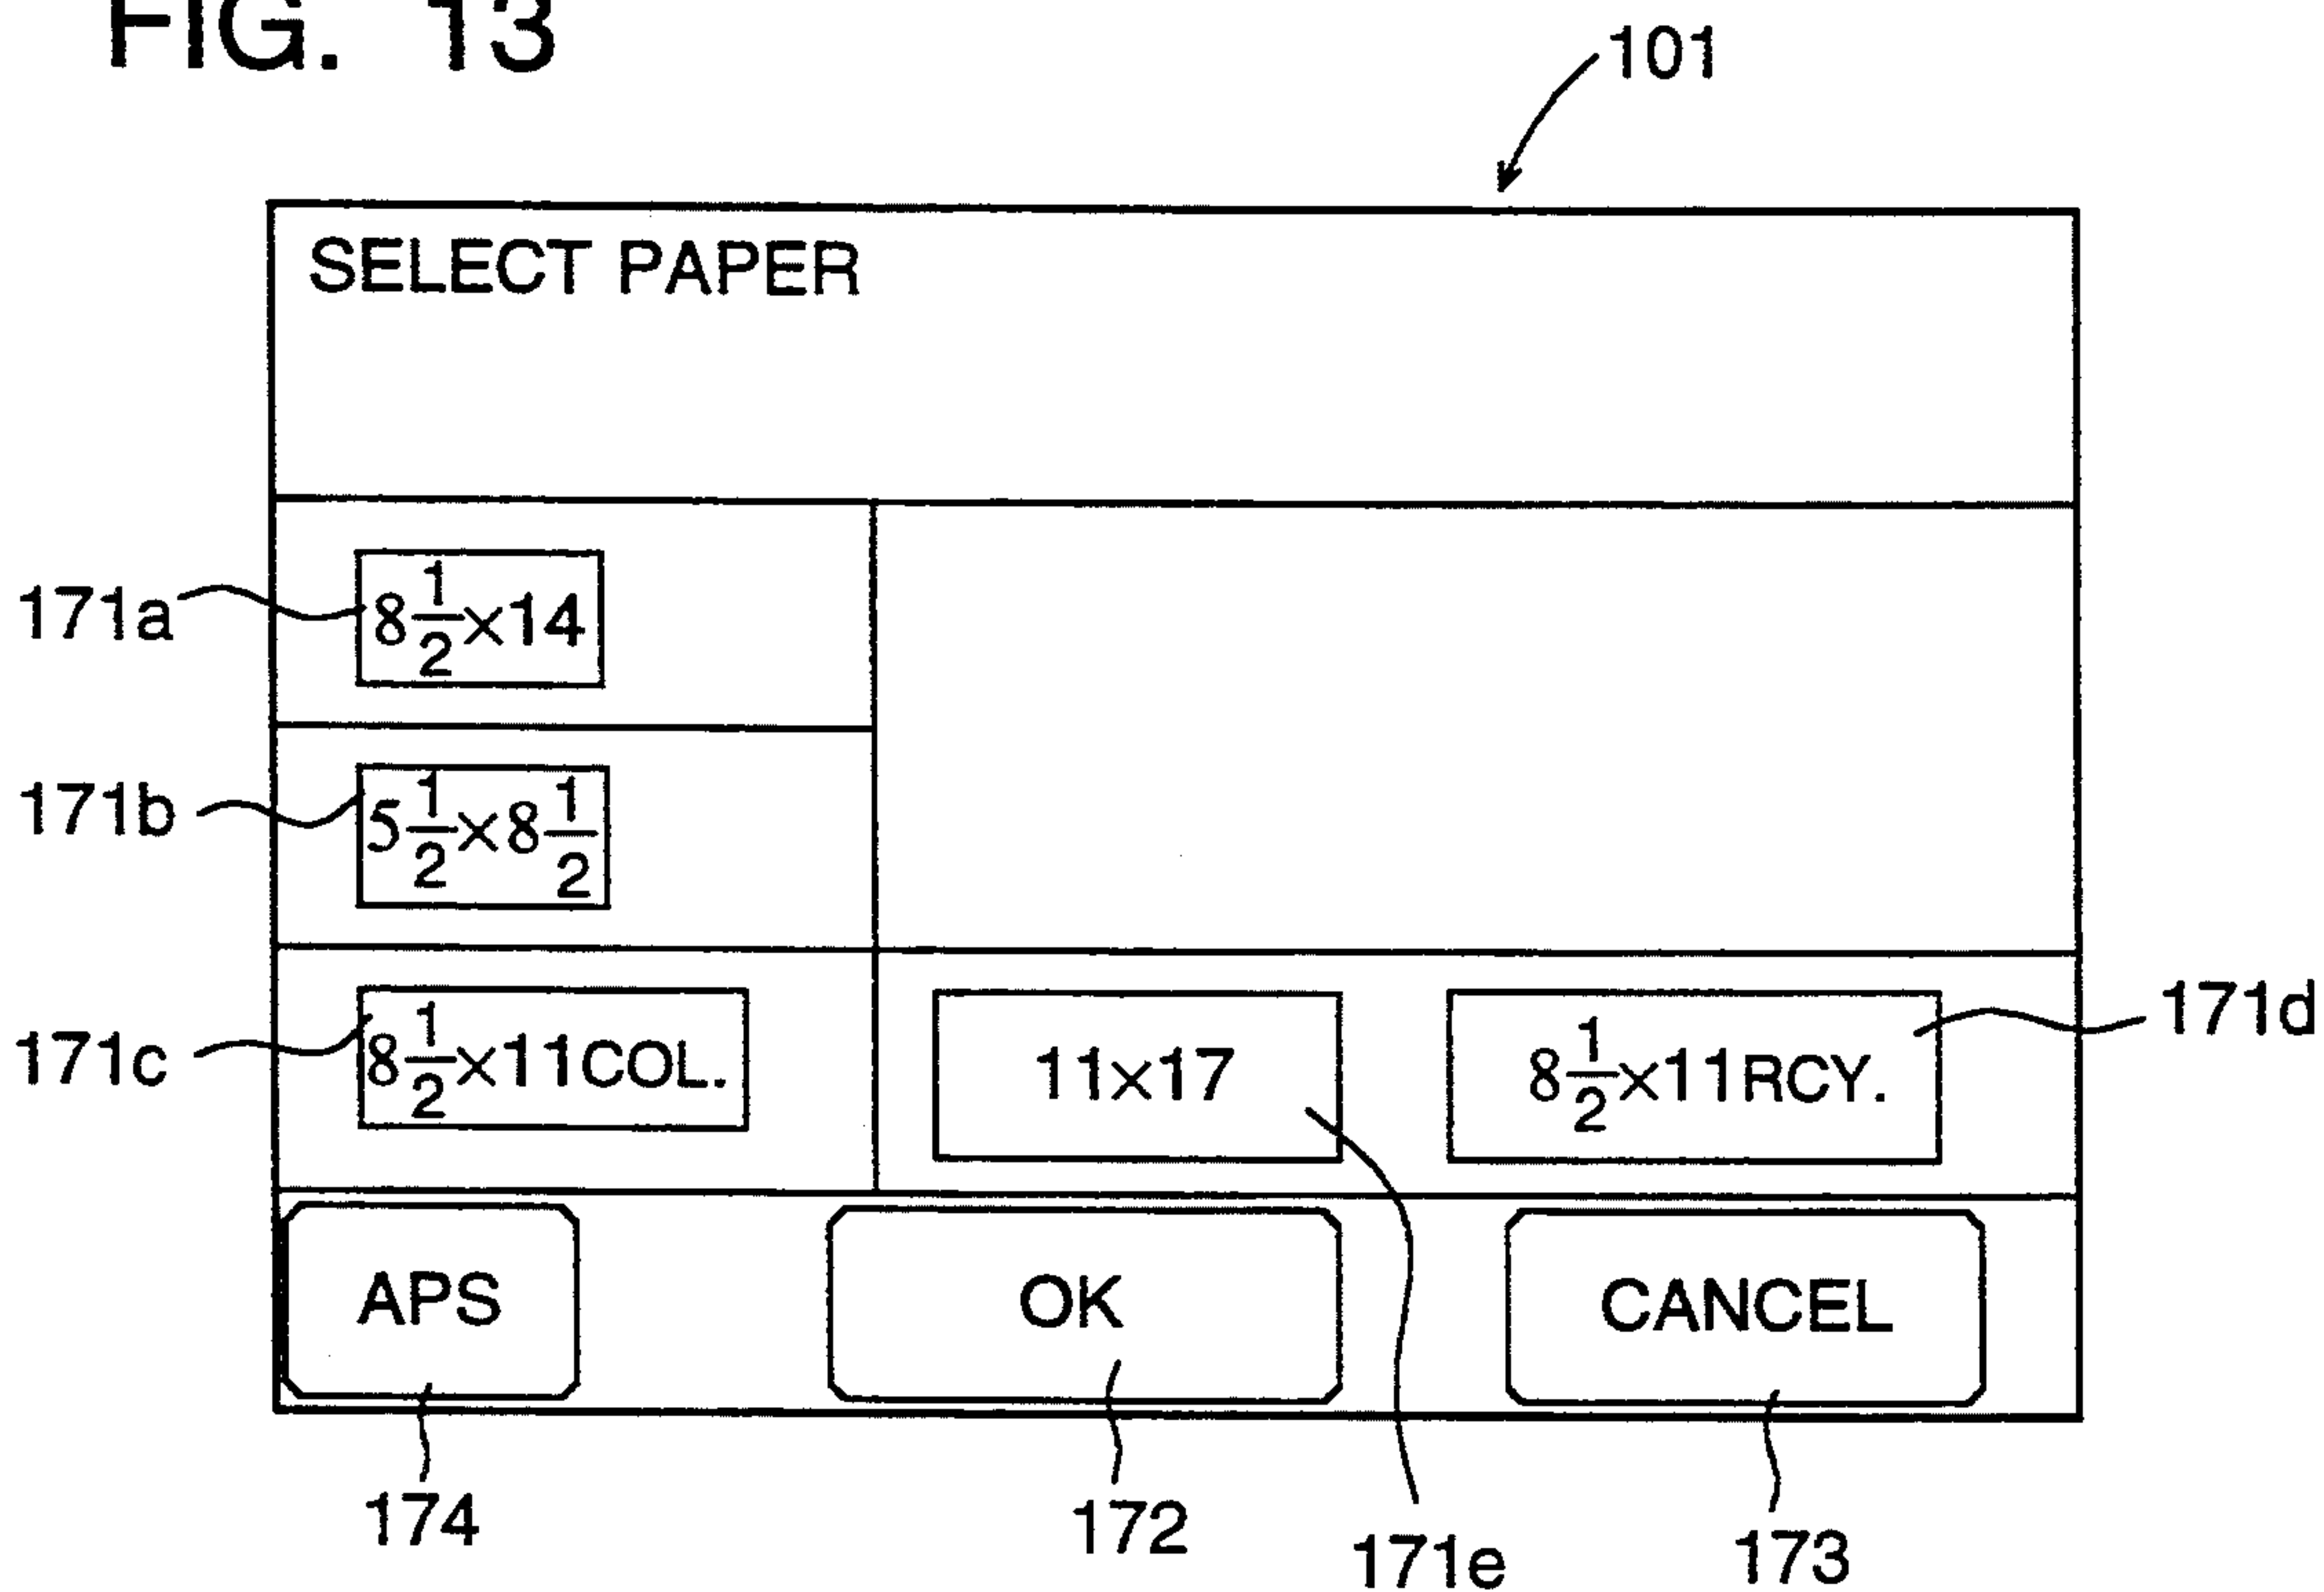 FIG. 13
101
SELECT PAPER
171a
8 1/2 ×14
171b
5 1/2 ×8 1/2
171c
8 1/2 ×11COL.
11×17
8 1/2 ×11RCY.
171d
APS
OK
CANCEL
174
172
171e
173